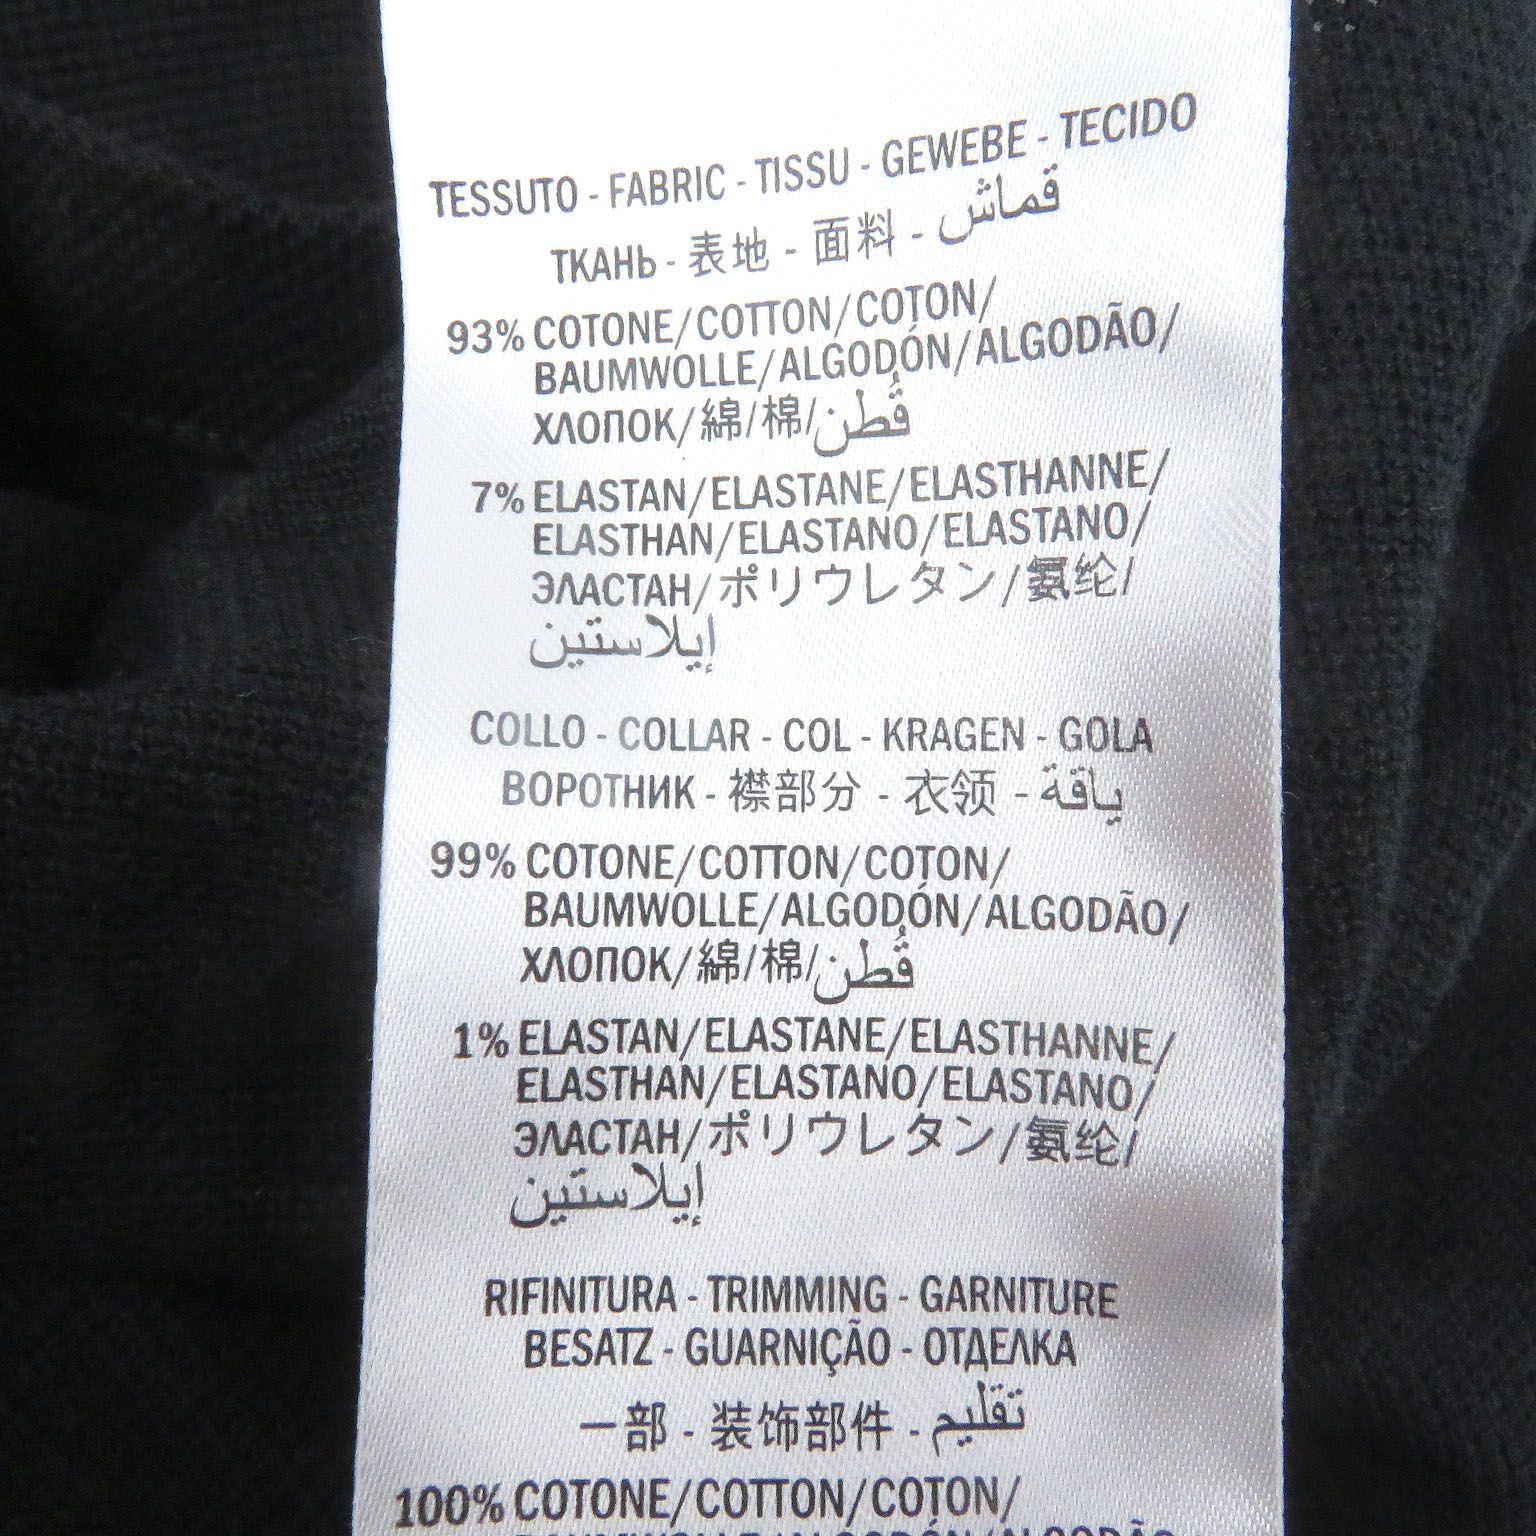 TESSUTO - FABRIC - TISSU - GEWEBE - TECIDO
ТКАНЬ - 表地 - 面料 - قماش
93% COTONE/COTTON/COTON/
BAUMWOLLE/ALGODÓN/ALGODÃO/
ХЛОПОК/綿/棉/قُطن
7% ELASTAN/ELASTANE/ELASTHANNE/
ELASTHAN/ELASTANO/ELASTANO/
ЭЛАСТАН/ポリウレタン/氨纶/
إيلاستين
COLLO - COLLAR - COL - KRAGEN - GOLA
ВОРОТНИК - 襟部分 - 衣领 - ياقة
99% COTONE/COTTON/COTON/
BAUMWOLLE/ALGODÓN/ALGODÃO/
ХЛОПОК/綿/棉/قُطن
1% ELASTAN/ELASTANE/ELASTHANNE/
ELASTHAN/ELASTANO/ELASTANO/
ЭЛАСТАН/ポリウレタン/氨纶/
إيلاستين
RIFINITURA - TRIMMING - GARNITURE
BESATZ - GUARNIÇÃO - ОТДЕЛКА
一部 - 装饰部件 - تقليم
100% COTONE/COTTON/COTON/
BAUMWOLLE/ALGODÓN/ALGODÃO